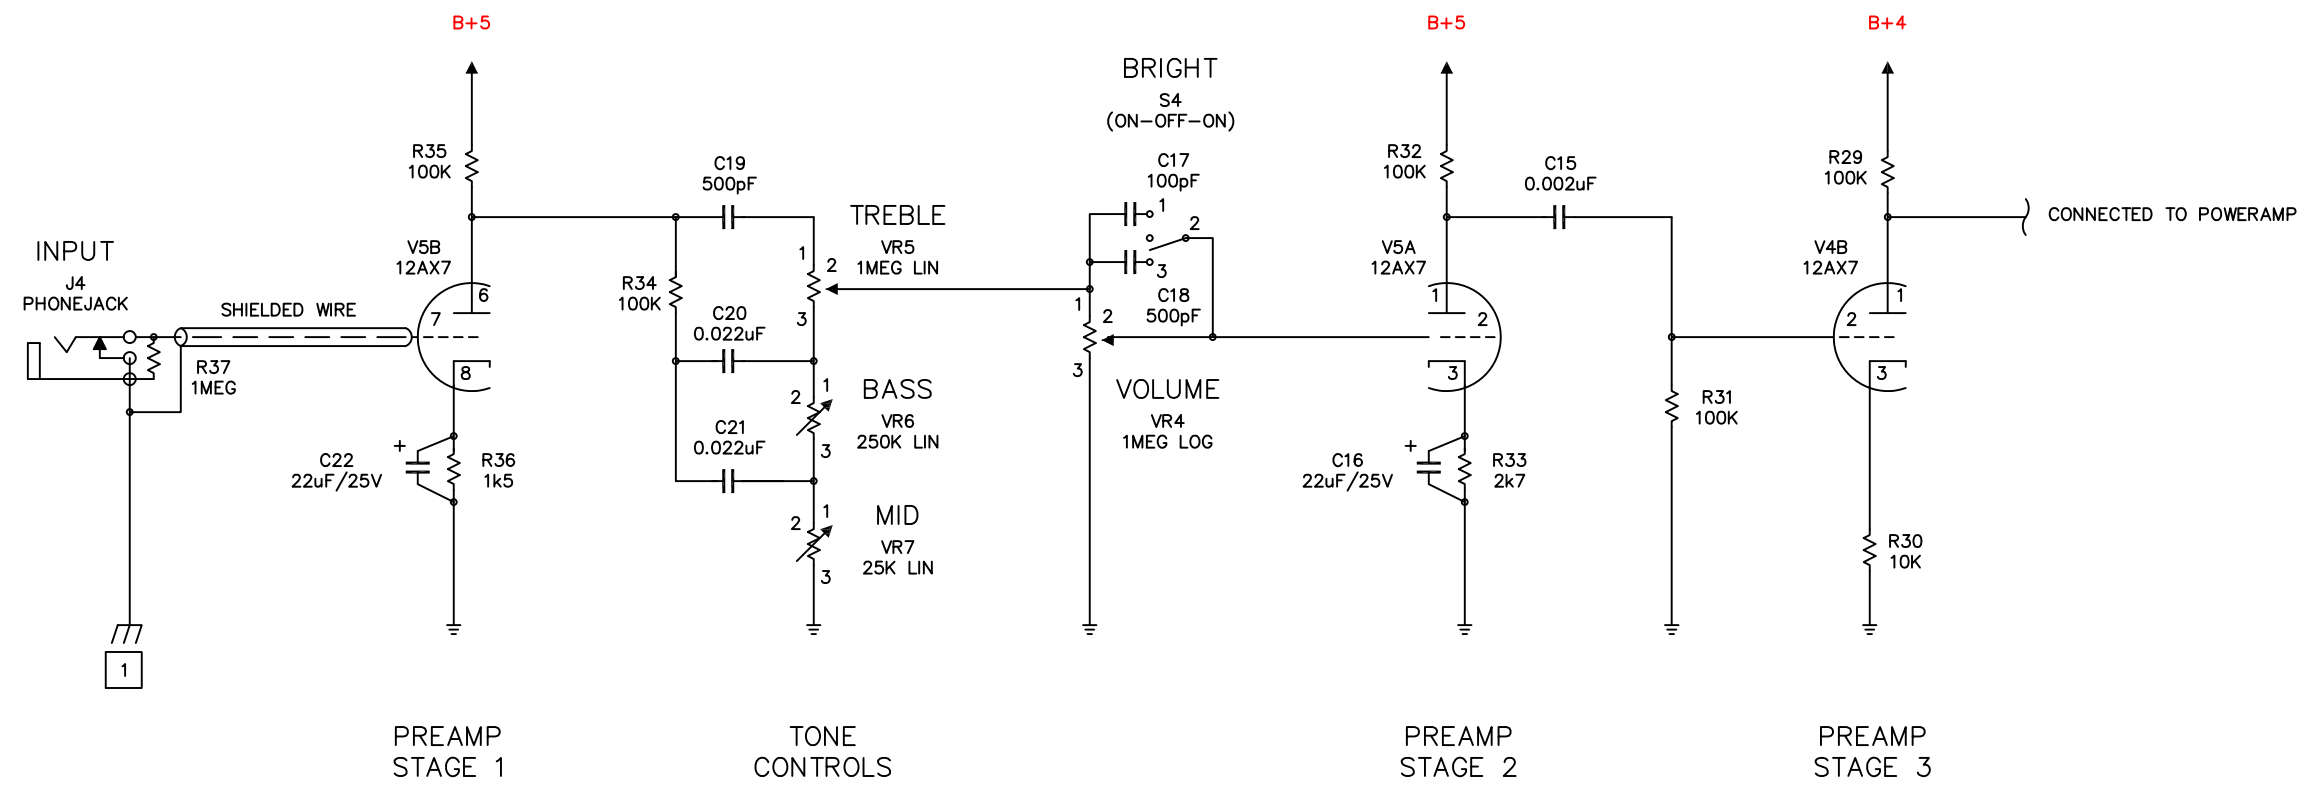 B+5
B+5
B+4
BRIGHT
S4
(ON-OFF-ON)
INPUT
J4
PHONEJACK
SHIELDED WIRE
R37
1MEG
1
R35
100K
V5B
12AX7
6
7
8
+
C22
22uF/25V
R36
1k5
C19
500pF
R34
100K
C20
0.022uF
C21
0.022uF
TREBLE
VR5
1MEG LIN
1
2
3
BASS
VR6
250K LIN
1
2
3
MID
VR7
25K LIN
1
2
3
C17
100pF
1
2
3
C18
500pF
1
2
3
VOLUME
VR4
1MEG LOG
R32
100K
V5A
12AX7
1
2
3
+
C16
22uF/25V
R33
2k7
C15
0.002uF
R31
100K
R29
100K
V4B
12AX7
1
2
3
R30
10K
CONNECTED TO POWERAMP
PREAMP
STAGE 1
TONE
CONTROLS
PREAMP
STAGE 2
PREAMP
STAGE 3